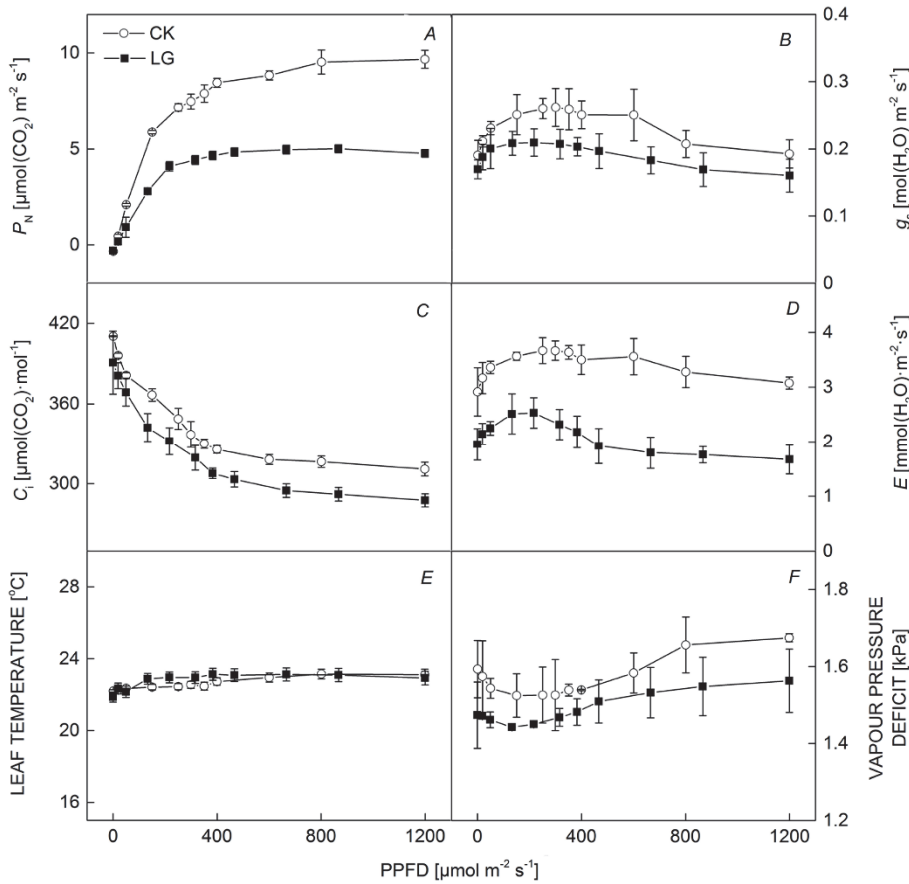 CK
LG
A
10
5
0
P_N [µmol(CO₂) m⁻² s⁻¹]
B
0.4
0.3
0.2
0.1
0
g_s [mol(H₂O) m⁻² s⁻¹]
C
420
360
300
C_i [µmol(CO₂)·mol⁻¹]
D
4
3
2
1
0
E [mmol(H₂O)·m⁻²·s⁻¹]
E
28
24
20
16
LEAF TEMPERATURE [°C]
F
1.8
1.6
1.4
1.2
VAPOUR PRESSURE
DEFICIT [kPa]
0 400 800 1200 0 400 800 1200
PPFD [µmol m⁻² s⁻¹]